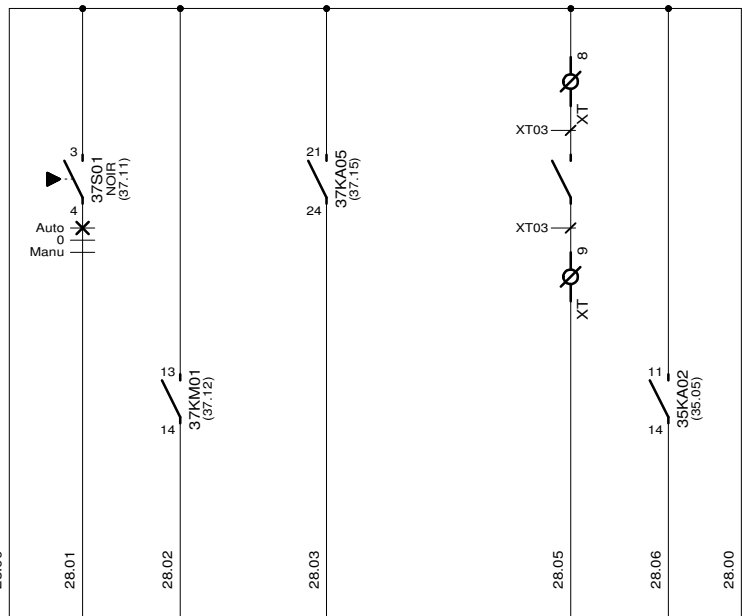 8
XT
XT03
3
37S01
NOIR
(37.11)
4
Auto
0
Manu
21
37KA05
(37.15)
24
XT03
9
XT
13
37KM01
(37.12)
14
11
35KA02
(35.05)
14
28.01
28.02
28.03
28.05
28.06
28.00